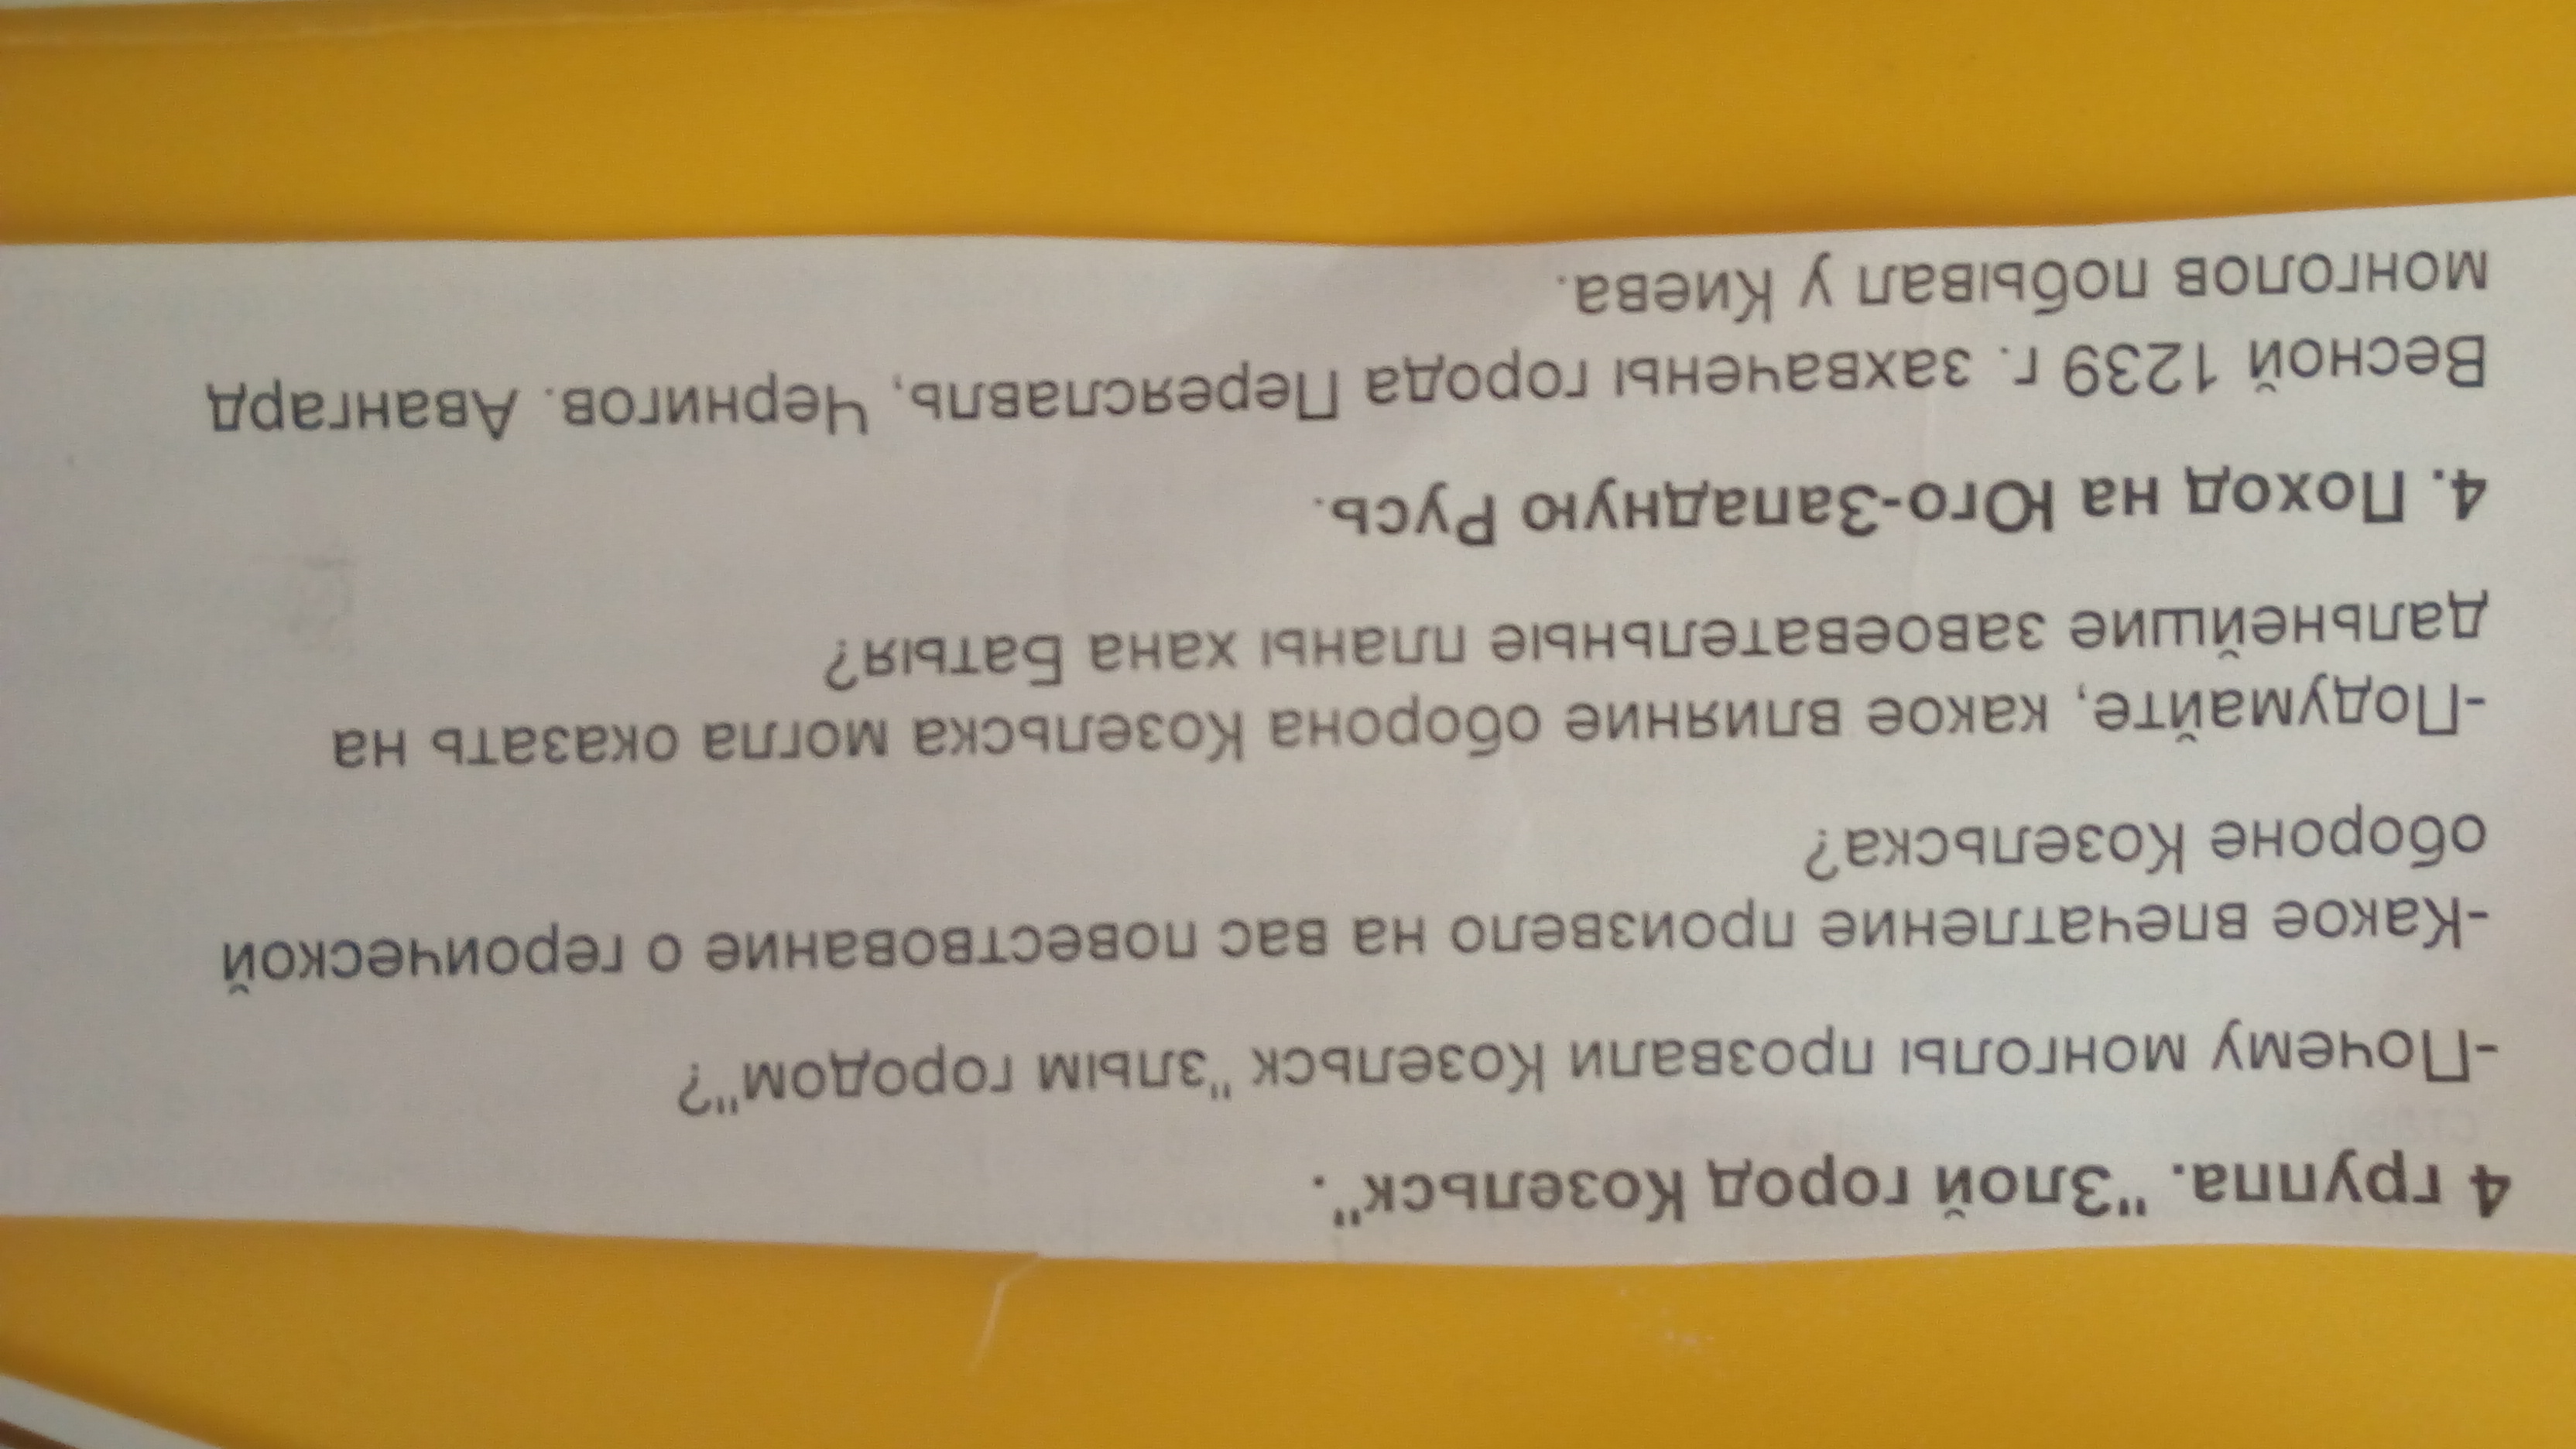 4 группа. "Злой город Козельск".
-Почему монголы прозвали Козельск "злым городом"?
-Какое впечатление произвело на вас повествование о героической
обороне Козельска?
-Подумайте, какое влияние оборона Козельска могла оказать на
дальнейшие завоевательные планы хана Батыя?
4. Поход на Юго-Западную Русь.
Весной 1239 г. захвачены города Переяславль, Чернигов. Авангард
монголов побывал у Киева.